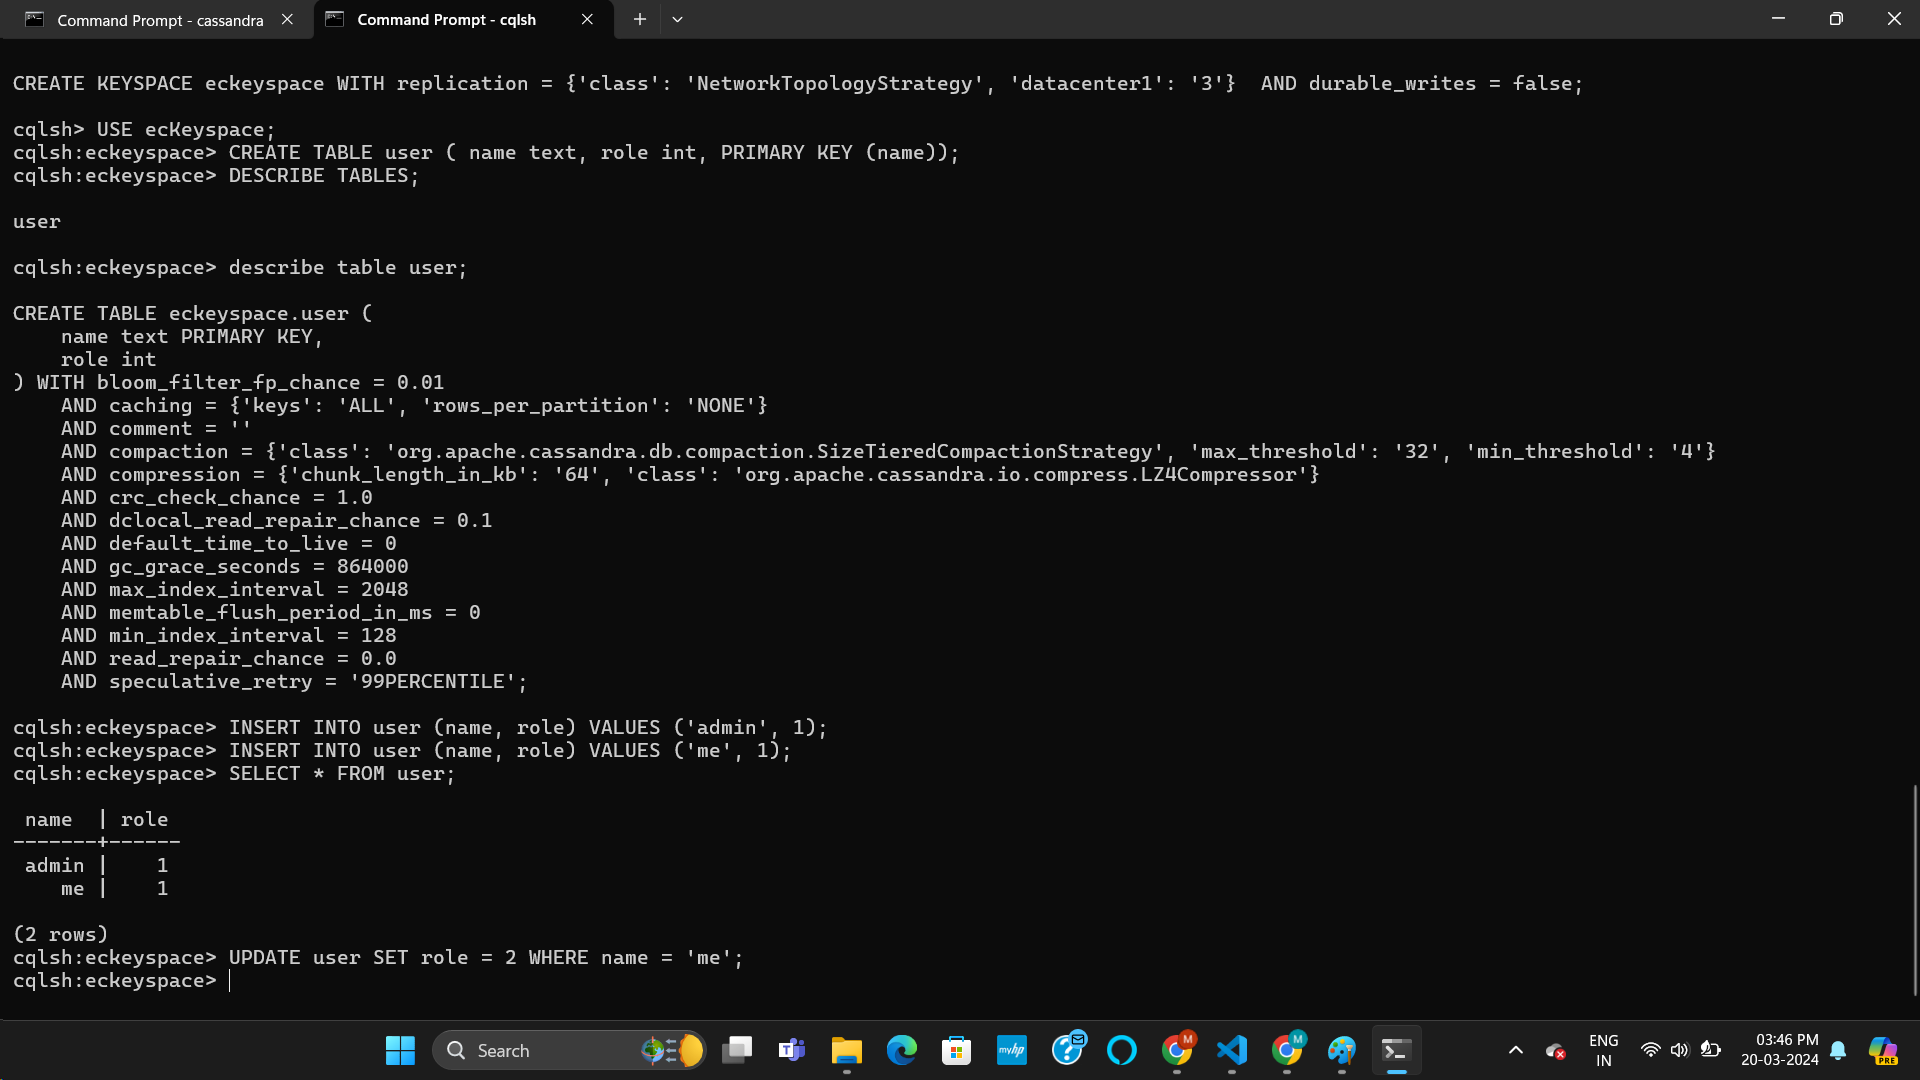 Command Prompt - cassandra
Command Prompt - cqlsh
CREATE KEYSPACE eckeyspace WITH replication = {'class': 'NetworkTopologyStrategy', 'datacenter1': '3'}  AND durable_writes = false;
cqlsh> USE ecKeyspace;
cqlsh:eckeyspace> CREATE TABLE user ( name text, role int, PRIMARY KEY (name));
cqlsh:eckeyspace> DESCRIBE TABLES;
user
cqlsh:eckeyspace> describe table user;
CREATE TABLE eckeyspace.user (
    name text PRIMARY KEY,
    role int
) WITH bloom_filter_fp_chance = 0.01
    AND caching = {'keys': 'ALL', 'rows_per_partition': 'NONE'}
    AND comment = ''
    AND compaction = {'class': 'org.apache.cassandra.db.compaction.SizeTieredCompactionStrategy', 'max_threshold': '32', 'min_threshold': '4'}
    AND compression = {'chunk_length_in_kb': '64', 'class': 'org.apache.cassandra.io.compress.LZ4Compressor'}
    AND crc_check_chance = 1.0
    AND dclocal_read_repair_chance = 0.1
    AND default_time_to_live = 0
    AND gc_grace_seconds = 864000
    AND max_index_interval = 2048
    AND memtable_flush_period_in_ms = 0
    AND min_index_interval = 128
    AND read_repair_chance = 0.0
    AND speculative_retry = '99PERCENTILE';
cqlsh:eckeyspace> INSERT INTO user (name, role) VALUES ('admin', 1);
cqlsh:eckeyspace> INSERT INTO user (name, role) VALUES ('me', 1);
cqlsh:eckeyspace> SELECT * FROM user;
 name  | role
-------+------
 admin |    1
    me |    1
(2 rows)
cqlsh:eckeyspace> UPDATE user SET role = 2 WHERE name = 'me';
cqlsh:eckeyspace>
Search
T
myhp
?
M
M
ENG
IN
03:46 PM
20-03-2024
PRE